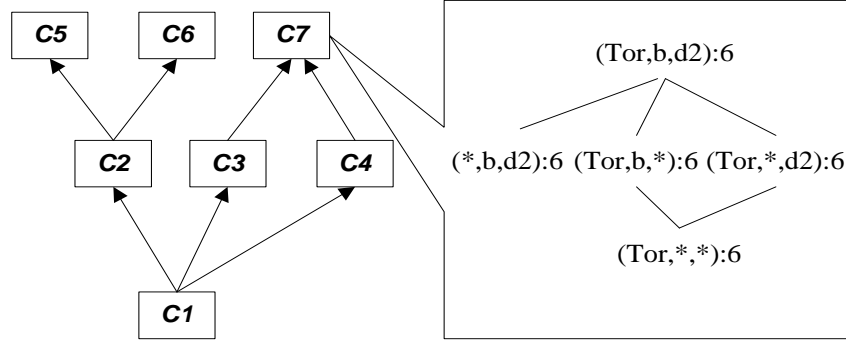 C5 C6 C7
(Tor,b,d2):6
C2 C3 C4
(*,b,d2):6 (Tor,b,*):6 (Tor,*,d2):6
(Tor,*,*):6
C1